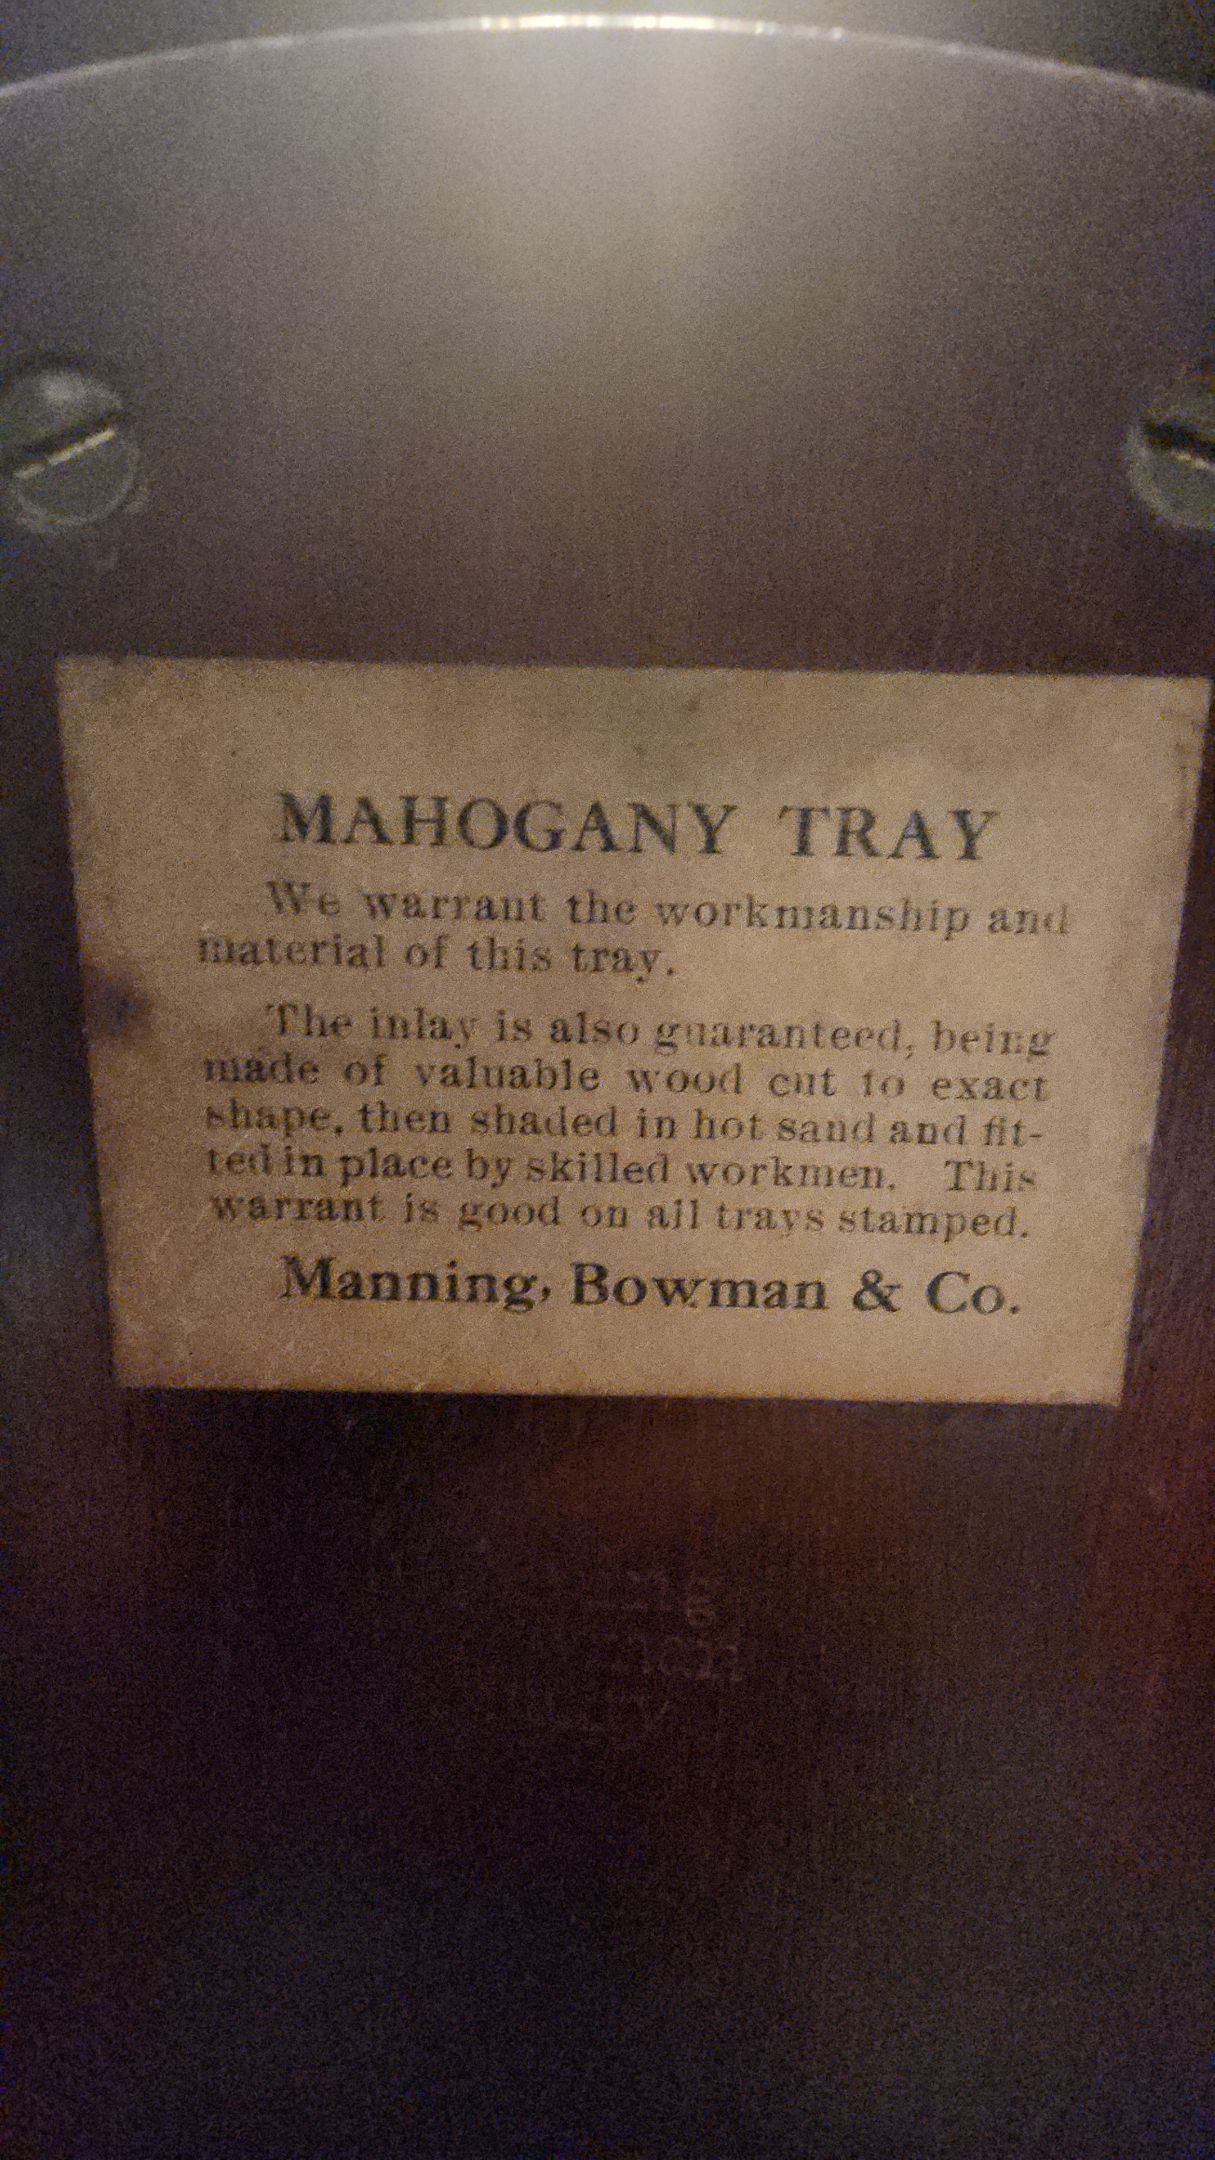 MAHOGANY TRAY
We warrant the workmanship and
material of this tray.
The inlay is also guaranteed, being
made of valuable wood cut to exact
shape, then shaded in hot sand and fit-
ted in place by skilled workmen. This
warrant is good on all trays stamped.
Manning, Bowman & Co.